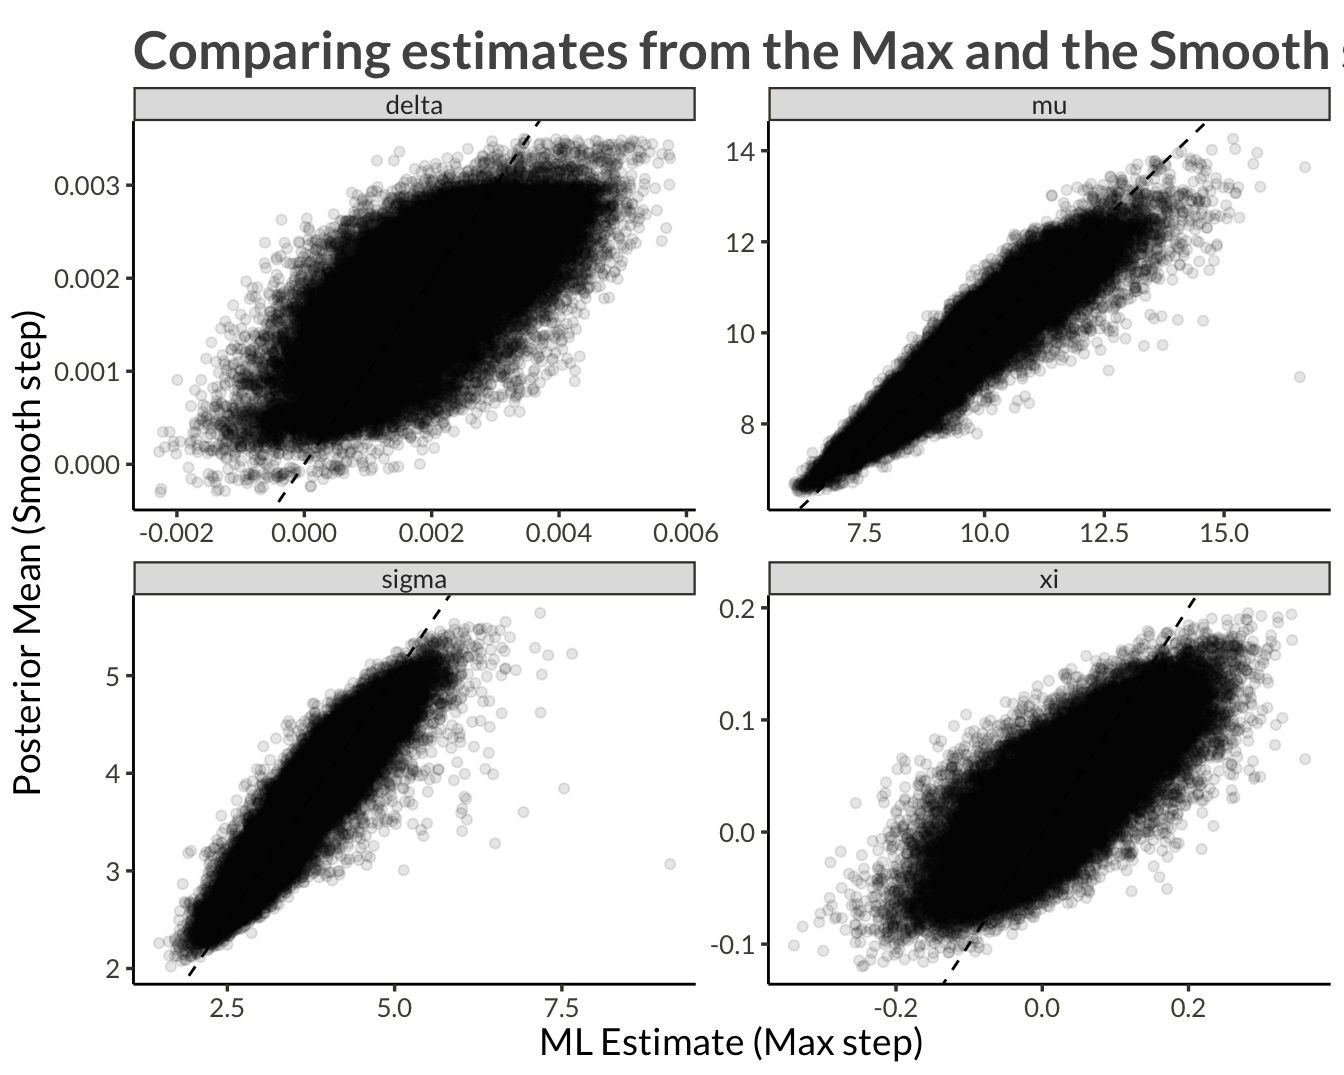 Comparing estimates from the Max and the Smooth
delta
mu
0.003
0.002
0.001
0.000
-0.002 0.000 0.002 0.004 0.006
14
12
10
8
7.5 10.0 12.5 15.0
sigma
xi
5
4
3
2
2.5 5.0 7.5
0.2
0.1
0.0
-0.1
-0.2 0.0 0.2
Posterior Mean (Smooth step)
ML Estimate (Max step)